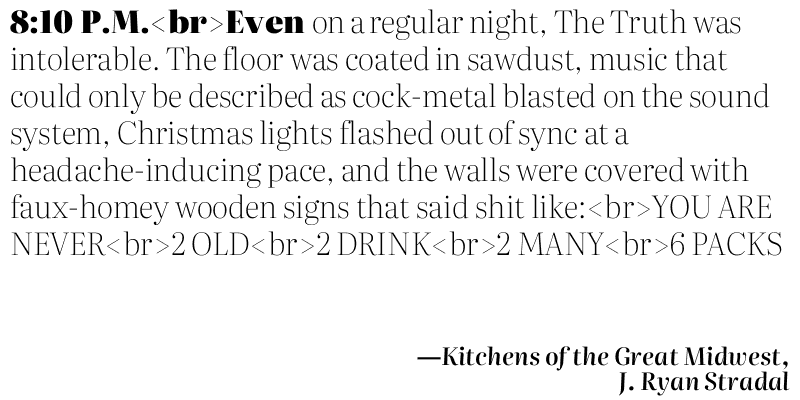 8:10 P.M.<br>Even on a regular night, The Truth was
intolerable. The floor was coated in sawdust, music that
could only be described as cock-metal blasted on the sound
system, Christmas lights flashed out of sync at a
headache-inducing pace, and the walls were covered with
faux-homey wooden signs that said shit like:<br>YOU ARE
NEVER<br>2 OLD<br>2 DRINK<br>2 MANY<br>6 PACKS
—Kitchens of the Great Midwest,
J. Ryan Stradal